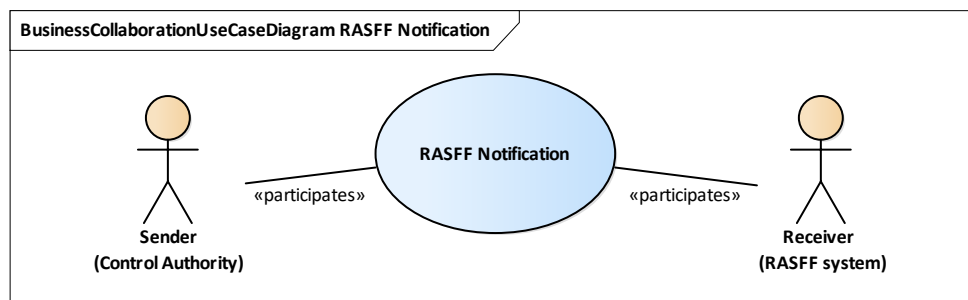 BusinessCollaborationUseCaseDiagram RASFF Notification
RASFF Notification
«participates»
«participates»
Sender
(Control Authority)
Receiver
(RASFF system)